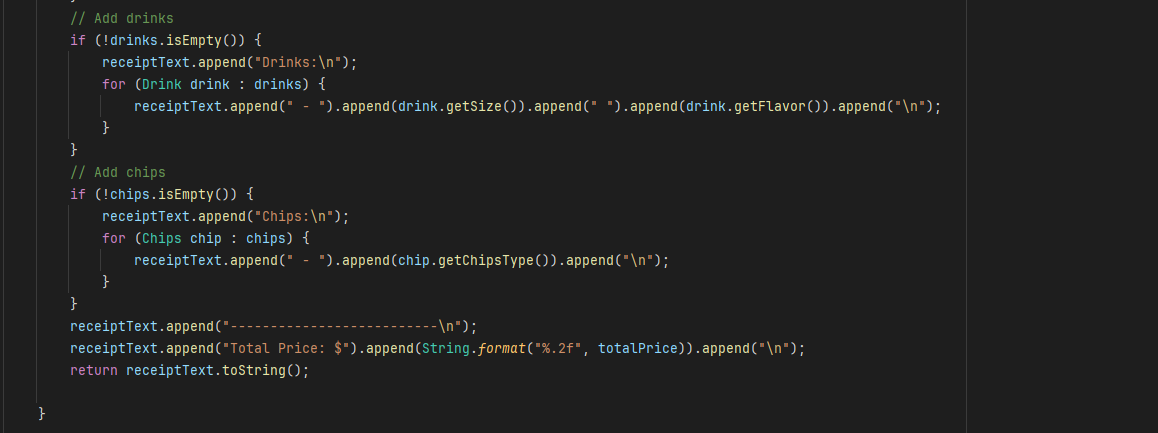 // Add drinks
if (!drinks.isEmpty()) {
receiptText.append("Drinks:\n");
for (Drink drink : drinks) {
receiptText.append(" - ").append(drink.getSize()).append(" ").append(drink.getFlavor()).append("\n");
}
}
// Add chips
if (!chips.isEmpty()) {
receiptText.append("Chips:\n");
for (Chips chip : chips) {
receiptText.append(" - ").append(chip.getChipsType()).append("\n");
}
}
receiptText.append("--------------------------\n");
receiptText.append("Total Price: $").append(String.format("%.2f", totalPrice)).append("\n");
return receiptText.toString();
}